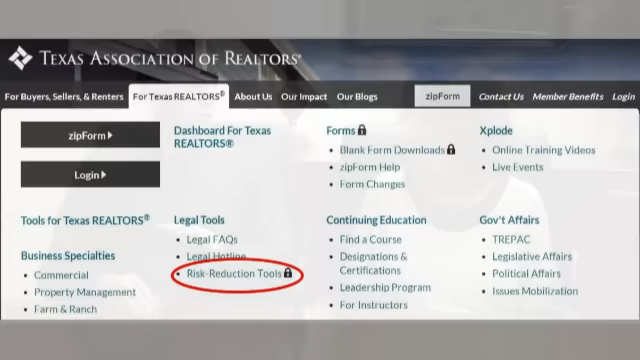 TEXAS ASSOCIATION OF REALTORS®
For Buyers, Sellers, & Renters
For Texas REALTORS®
About Us
Our Impact
Our Blogs
zipForm
Contact Us
Member Benefits
Login
zipForm
Login
Dashboard For Texas
REALTORS®
Forms
• Blank Form Downloads
• zipForm Help
• Form Changes
Xplode
• Online Training Videos
• Live Events
Tools for Texas REALTORS®
Business Specialties
• Commercial
• Property Management
• Farm & Ranch
Legal Tools
• Legal FAQs
• Legal Hotline
• Risk-Reduction Tools
Continuing Education
• Find a Course
• Designations &
Certifications
• Leadership Program
• For Instructors
Gov't Affairs
• TREPAC
• Legislative Affairs
• Political Affairs
• Issues Mobilization